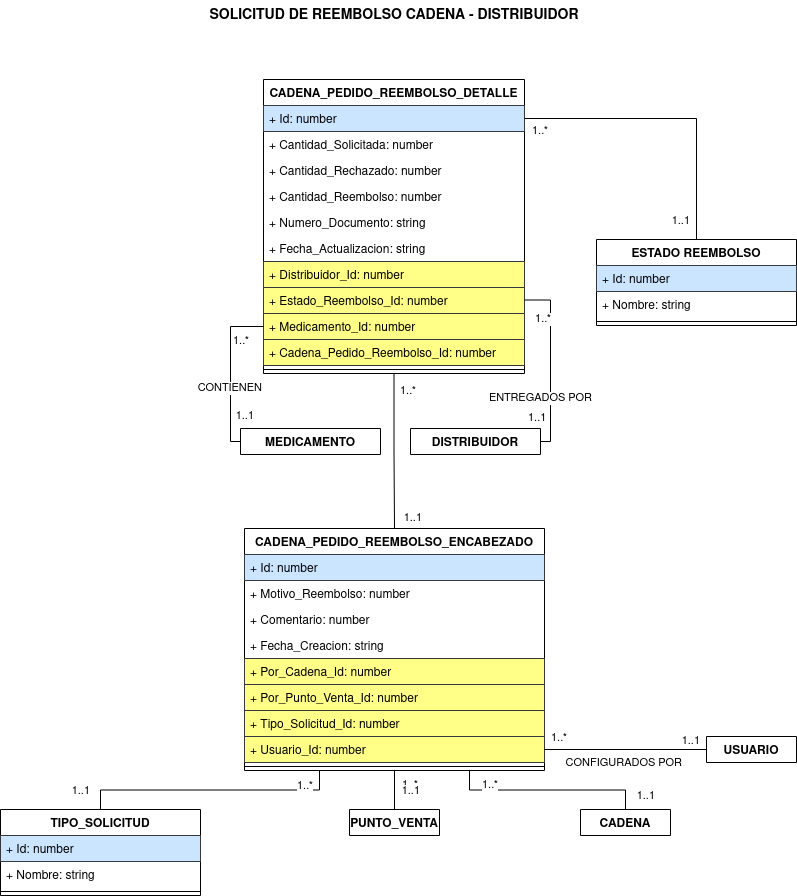 SOLICITUD DE REEMBOLSO CADENA - DISTRIBUIDOR
CADENA_PEDIDO_REEMBOLSO_DETALLE
+ Id: number
+ Cantidad_Solicitada: number
+ Cantidad_Rechazado: number
+ Cantidad_Reembolso: number
+ Numero_Documento: string
+ Fecha_Actualizacion: string
+ Distribuidor_Id: number
+ Estado_Reembolso_Id: number
+ Medicamento_Id: number
+ Cadena_Pedido_Reembolso_Id: number
1..*
1..1
ESTADO REEMBOLSO
+ Id: number
+ Nombre: string
1..*
CONTIENEN
1..1
MEDICAMENTO
1..*
ENTREGADOS POR
1..1
DISTRIBUIDOR
1..*
1..1
CADENA_PEDIDO_REEMBOLSO_ENCABEZADO
+ Id: number
+ Motivo_Reembolso: number
+ Comentario: number
+ Fecha_Creacion: string
+ Por_Cadena_Id: number
+ Por_Punto_Venta_Id: number
+ Tipo_Solicitud_Id: number
+ Usuario_Id: number
1..*
1..1
CONFIGURADOS POR
USUARIO
1..*
1..1
TIPO_SOLICITUD
+ Id: number
+ Nombre: string
1..*
1..1
PUNTO_VENTA
1..*
1..1
CADENA